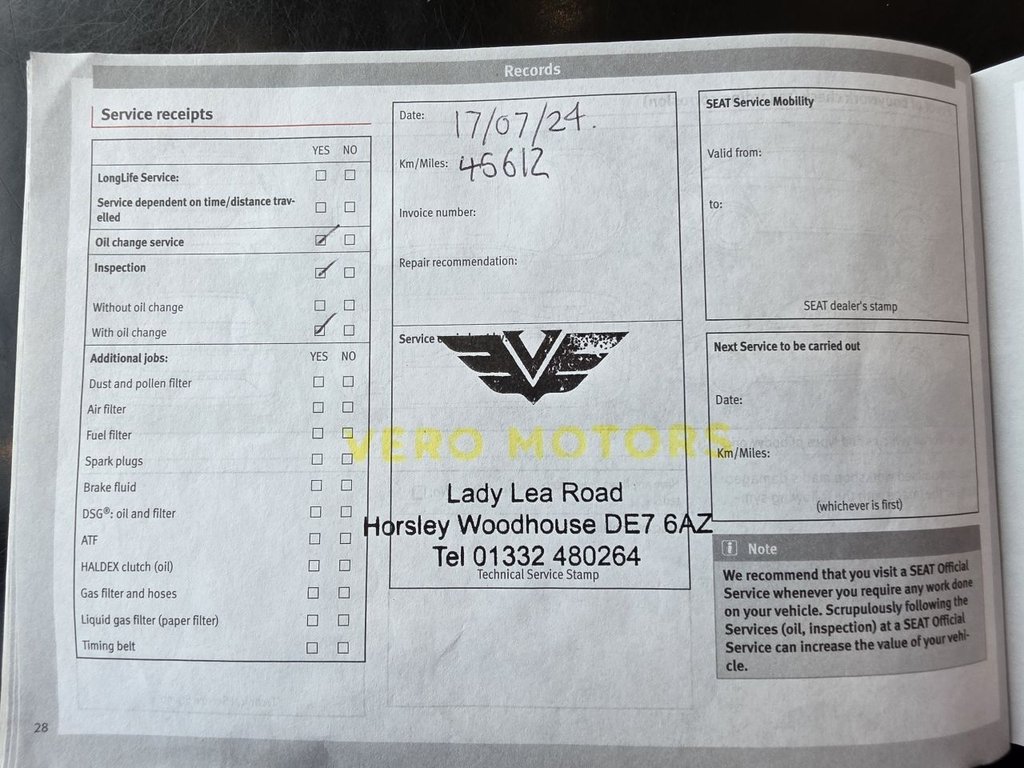 Records
Service receipts
YES NO
LongLife Service:
Service dependent on time/distance trav-
elled
Oil change service
Inspection
Without oil change
With oil change
Additional jobs: YES NO
Dust and pollen filter
Air filter
Fuel filter
Spark plugs
Brake fluid
DSG®: oil and filter
ATF
HALDEX clutch (oil)
Gas filter and hoses
Liquid gas filter (paper filter)
Timing belt
28
Date: 17/07/24.
Km/Miles: 46612
Invoice number:
Repair recommendation:
Service
VERO MOTORS
Lady Lea Road
Horsley Woodhouse DE7 6AZ
Tel 01332 480264
Technical Service Stamp
SEAT Service Mobility
Valid from:
to:
SEAT dealer's stamp
Next Service to be carried out
Date:
Km/Miles:
(whichever is first)
i Note
We recommend that you visit a SEAT Official
Service whenever you require any work done
on your vehicle. Scrupulously following the
Services (oil, inspection) at a SEAT Official
Service can increase the value of your vehi-
cle.